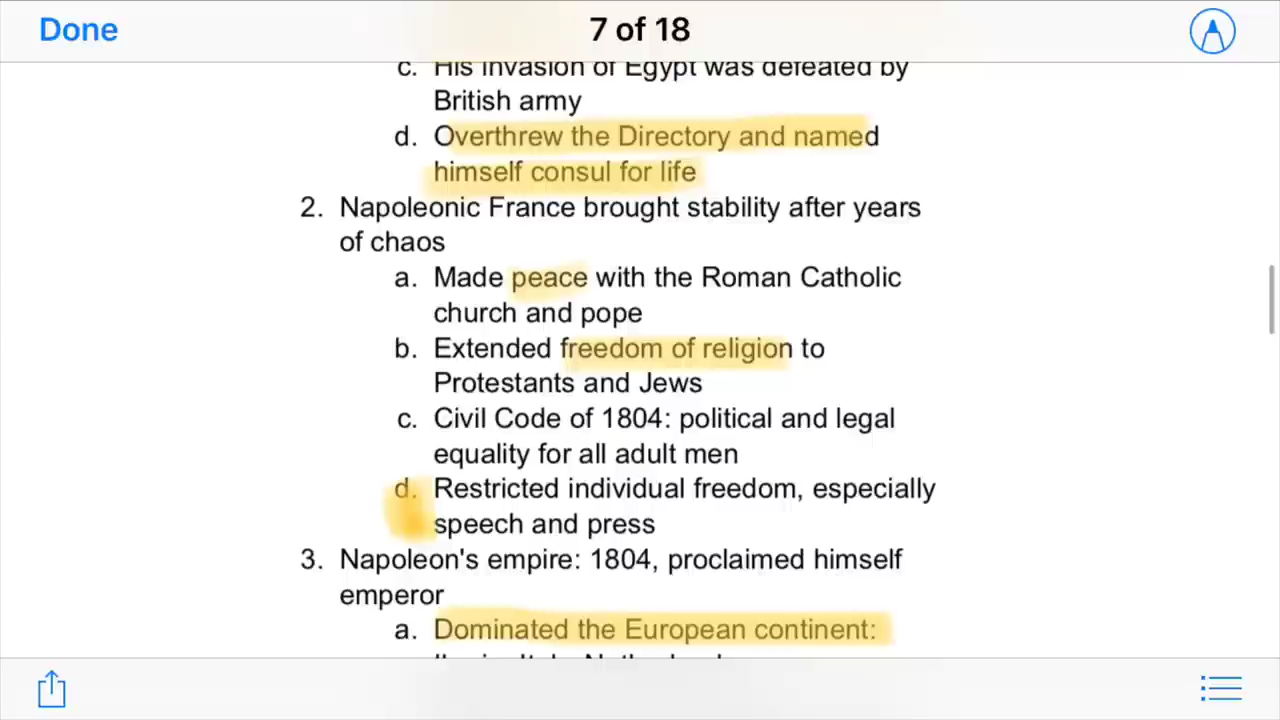 Done
7 of 18
c. His invasion of Egypt was defeated by
British army
d. Overthrew the Directory and named
himself consul for life
2. Napoleonic France brought stability after years
of chaos
a. Made peace with the Roman Catholic
church and pope
b. Extended freedom of religion to
Protestants and Jews
c. Civil Code of 1804: political and legal
equality for all adult men
d. Restricted individual freedom, especially
speech and press
3. Napoleon's empire: 1804, proclaimed himself
emperor
a. Dominated the European continent: